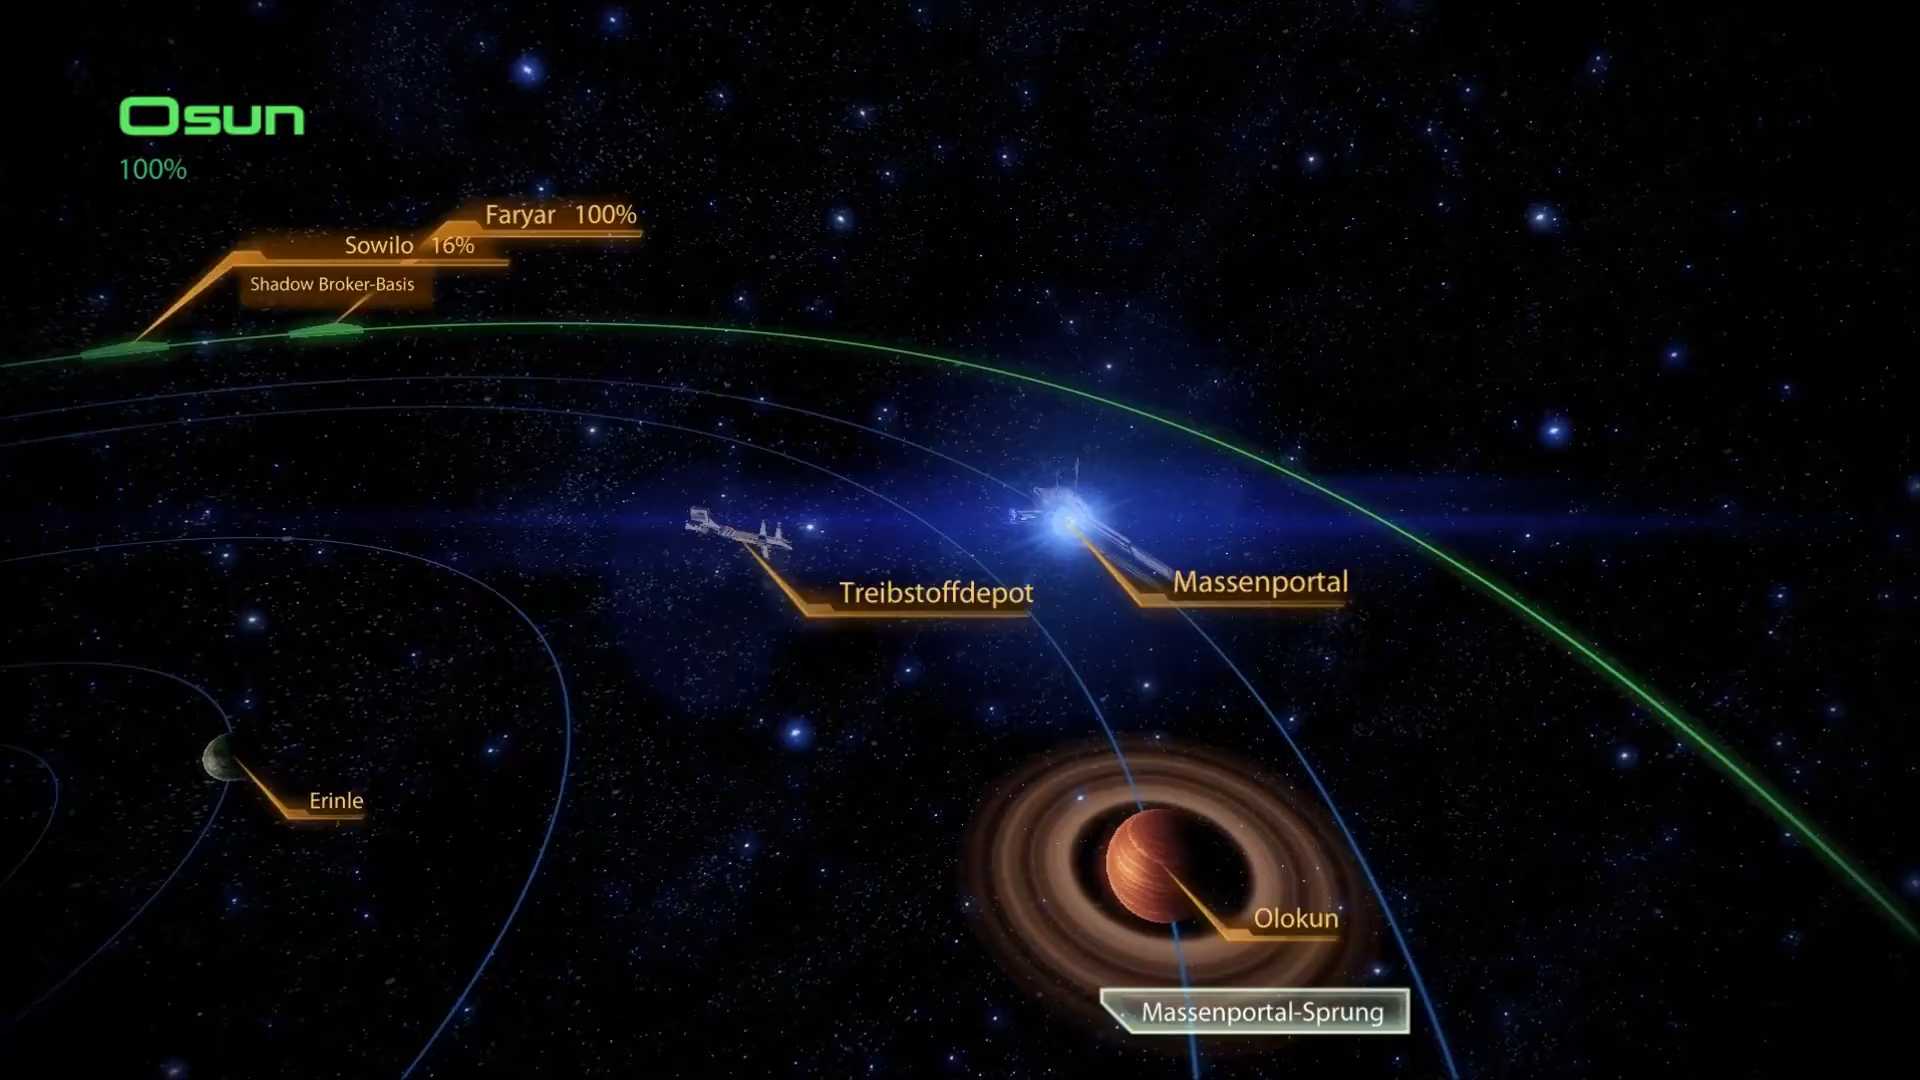 Osun
100%
Faryar 100%
Sowilo 16%
Shadow Broker-Basis
Treibstoffdepot
Massenportal
Erinle
Olokun
Massenportal-Sprung